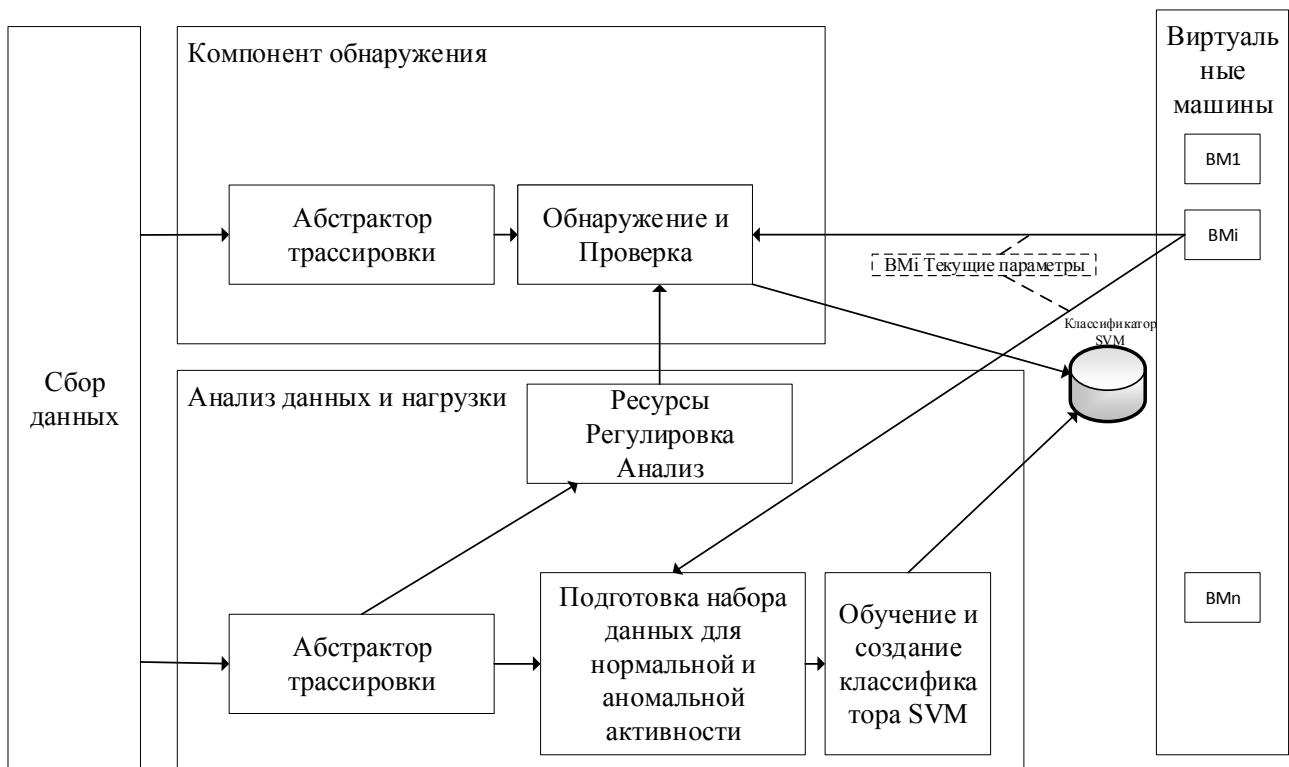 Сбор
данных
Компонент обнаружения
Абстрактор
трассировки
Обнаружение и
Проверка
Анализ данных и нагрузки
Ресурсы
Регулировка
Анализ
Абстрактор
трассировки
Подготовка набора
данных для
нормальной и
аномальной
активности
Обучение и
создание
классифика
тора SVM
ВМi Текущие параметры
Классификатор
SVM
Виртуаль
ные
машины
ВМ1
ВМi
ВМn